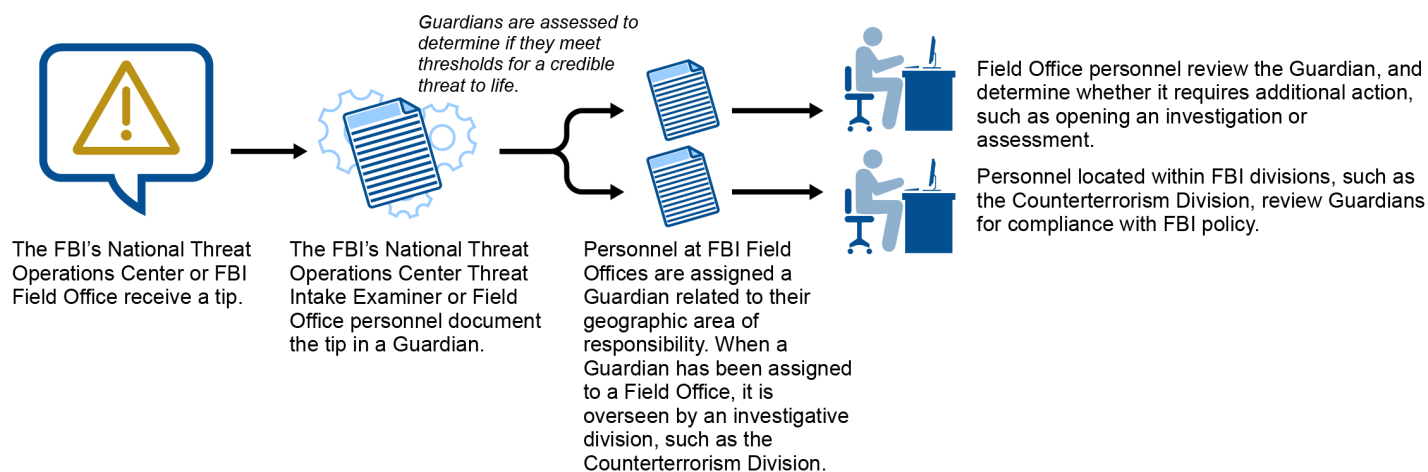 Guardians are assessed to
determine if they meet
thresholds for a credible
threat to life.
The FBI’s National Threat
Operations Center or FBI
Field Office receive a tip.
The FBI’s National Threat
Operations Center Threat
Intake Examiner or Field
Office personnel document
the tip in a Guardian.
Personnel at FBI Field
Offices are assigned a
Guardian related to their
geographic area of
responsibility. When a
Guardian has been assigned
to a Field Office, it is
overseen by an investigative
division, such as the
Counterterrorism Division.
Field Office personnel review the Guardian, and
determine whether it requires additional action,
such as opening an investigation or
assessment.
Personnel located within FBI divisions, such as
the Counterterrorism Division, review Guardians
for compliance with FBI policy.